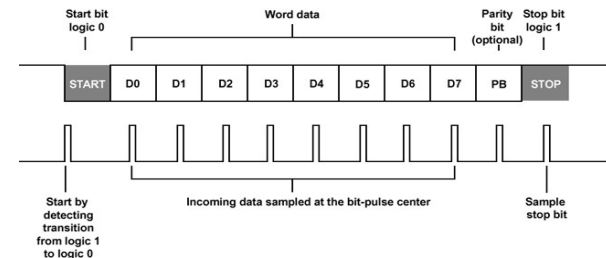 Start bit
logic 0
Word data
Parity
bit
(optional)
Stop bit
logic 1
START
D0
D1
D2
D3
D4
D5
D6
D7
PB
STOP
Start by
detecting
transition
from logic 1
to logic 0
Incoming data sampled at the bit-pulse center
Sample
stop bit